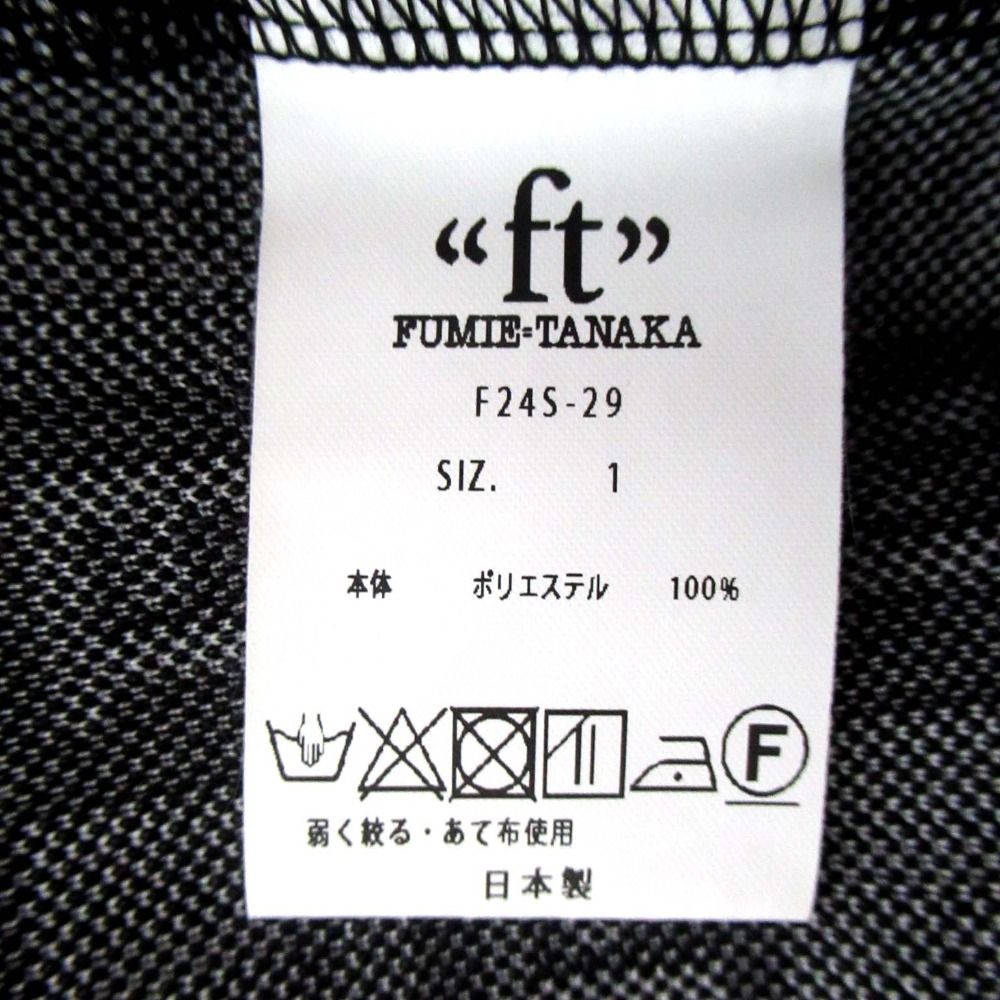 “ft”
FUMIE=TANAKA
F24S-29
SIZ. 1
本体 ポリエステル 100%
F
弱く絞る・あて布使用
日本製